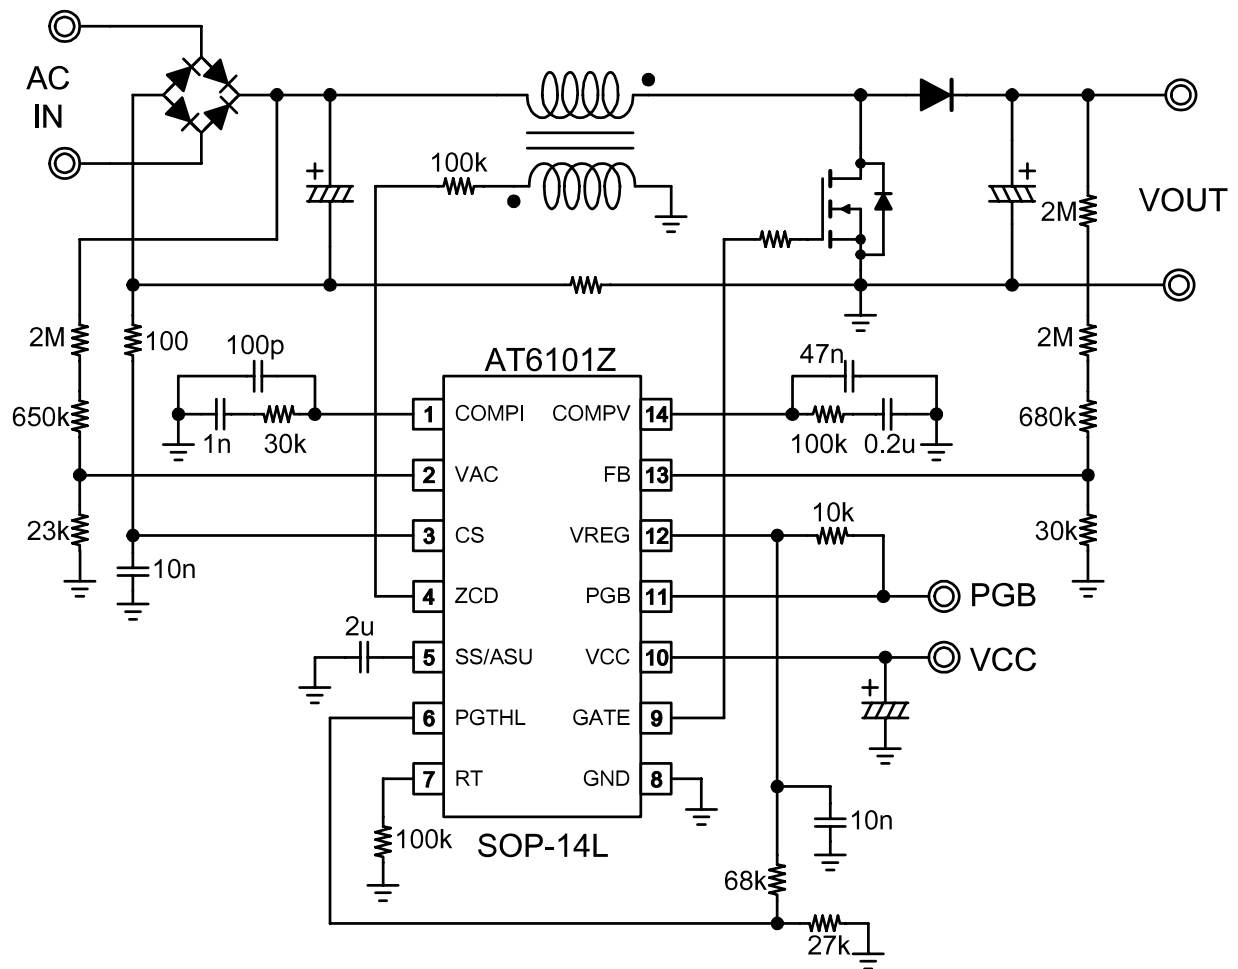 AC
IN
100k
2M
VOUT
2M
100
100p
AT6101Z
47n
2M
650k
1n
30k
1
COMPI
COMPV
14
100k
0.2u
680k
2
VAC
FB
13
23k
10n
3
CS
VREG
12
10k
30k
4
ZCD
PGB
11
PGB
2u
5
SS/ASU
VCC
10
VCC
+
+
+
6
PGTHL
GATE
9
7
RT
GND
8
100k
SOP-14L
10n
68k
27k